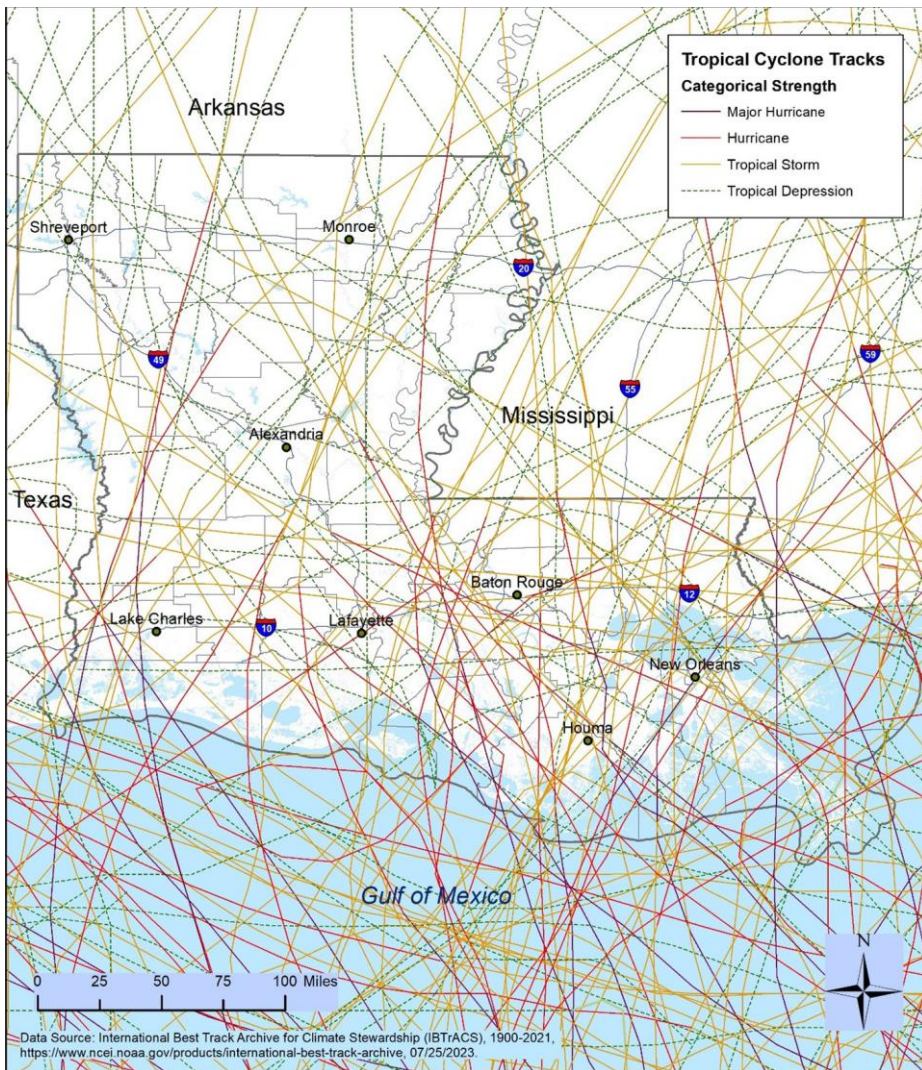 Tropical Cyclone Tracks
Categorical Strength
Major Hurricane
Hurricane
Tropical Storm
Tropical Depression
Arkansas
Shreveport
Monroe
20
49
59
55
Mississippi
Alexandria
Texas
Baton Rouge
12
Lake Charles
10
Lafayette
New Orleans
Houma
Gulf of Mexico
N
0 25 50 75 100 Miles
Data Source: International Best Track Archive for Climate Stewardship (IBTrACS), 1900-2021,
https://www.ncei.noaa.gov/products/international-best-track-archive, 07/25/2023.